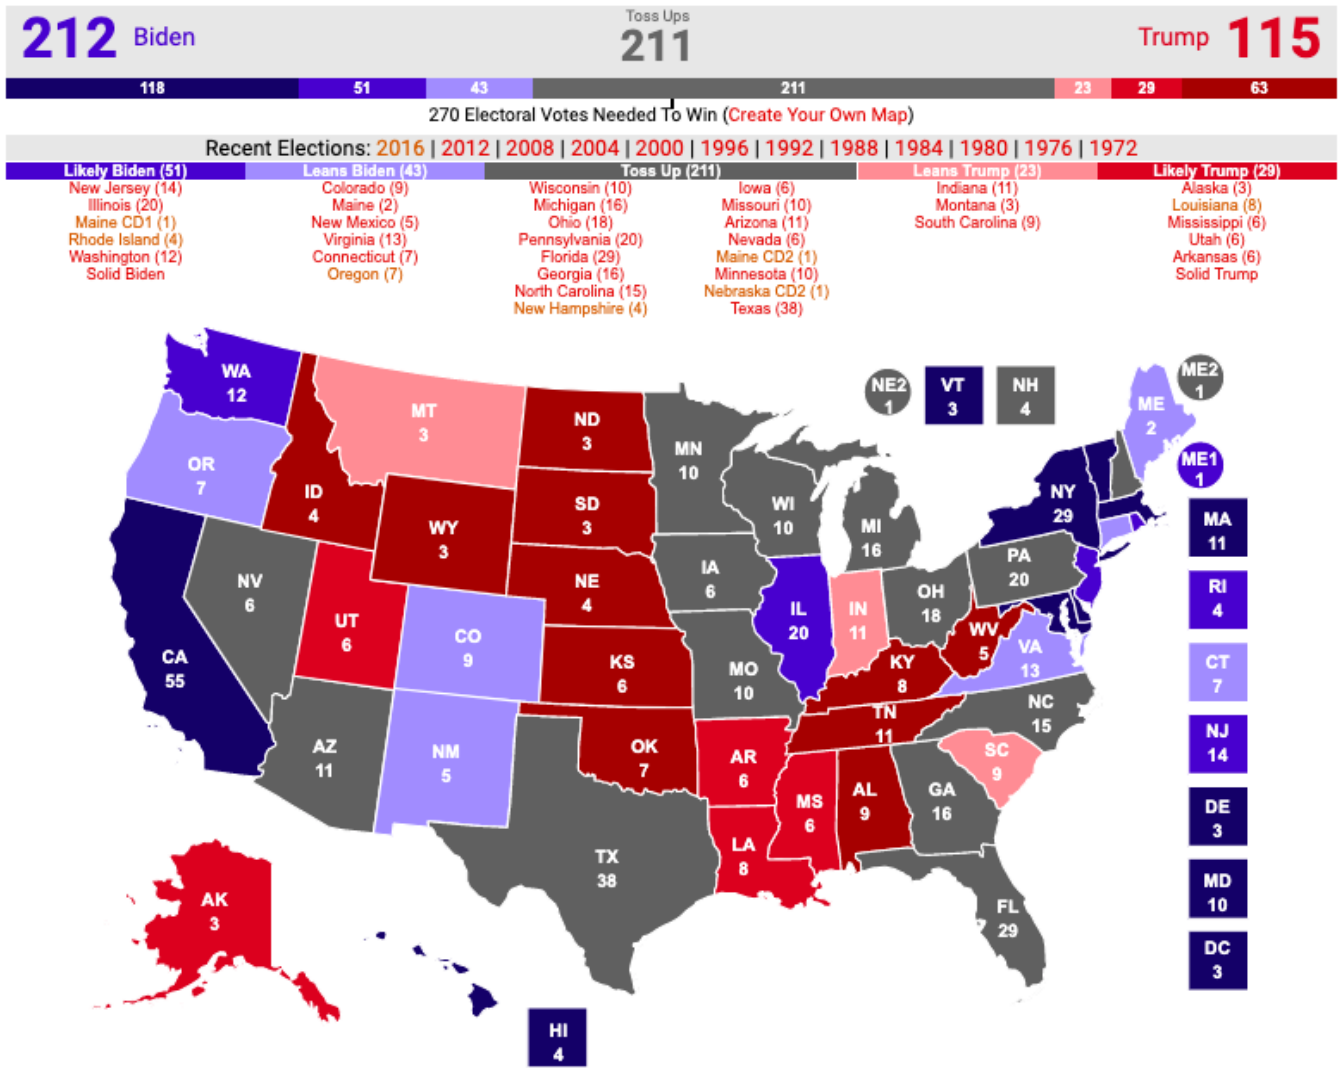 212 Biden
Toss Ups
211
Trump 115
118 51 43 211 23 29 63
270 Electoral Votes Needed To Win (Create Your Own Map)
Recent Elections: 2016 | 2012 | 2008 | 2004 | 2000 | 1996 | 1992 | 1988 | 1984 | 1980 | 1976 | 1972
Likely Biden (51)
New Jersey (14)
Illinois (20)
Maine CD1 (1)
Rhode Island (4)
Washington (12)
Solid Biden
Leans Biden (43)
Colorado (9)
Maine (2)
New Mexico (5)
Virginia (13)
Connecticut (7)
Oregon (7)
Toss Up (211)
Wisconsin (10)
Michigan (16)
Ohio (18)
Pennsylvania (20)
Florida (29)
Georgia (16)
North Carolina (15)
New Hampshire (4)
Iowa (6)
Missouri (10)
Arizona (11)
Nevada (6)
Maine CD2 (1)
Minnesota (10)
Nebraska CD2 (1)
Texas (38)
Leans Trump (23)
Indiana (11)
Montana (3)
South Carolina (9)
Likely Trump (29)
Alaska (3)
Louisiana (8)
Mississippi (6)
Utah (6)
Arkansas (6)
Solid Trump
WA
12
OR
7
CA
55
NV
6
ID
4
MT
3
WY
3
UT
6
AZ
11
CO
9
NM
5
ND
3
SD
3
NE
4
KS
6
OK
7
TX
38
MN
10
IA
6
MO
10
AR
6
LA
8
WI
10
IL
20
MI
16
IN
11
OH
18
KY
8
TN
11
MS
6
AL
9
GA
16
FL
29
SC
9
NC
15
VA
13
WV
5
PA
20
NY
29
ME
2
NE2
1
VT
3
NH
4
ME2
1
ME1
1
MA
11
RI
4
CT
7
NJ
14
DE
3
MD
10
DC
3
AK
3
HI
4